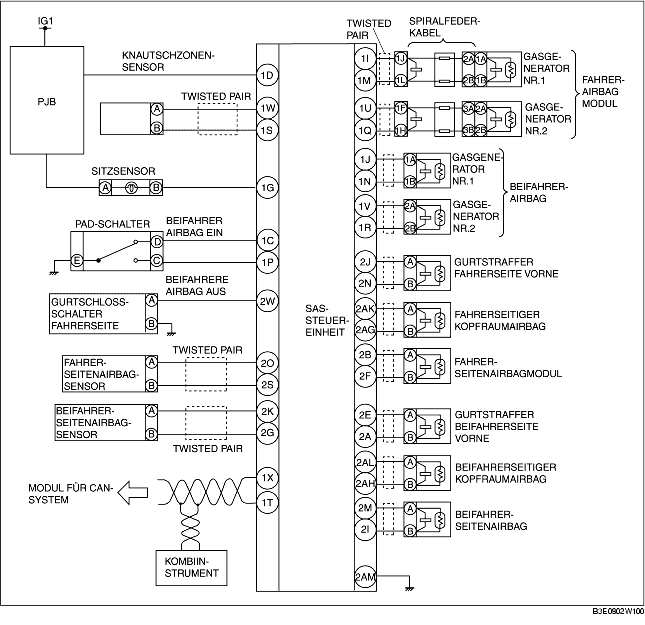 IG1
PJB
KNAUTSCHZONEN-
SENSOR
1D
TWISTED PAIR
A
B
1W
1S
SITZSENSOR
A
B
1G
PAD-SCHALTER
BEIFAHRER
AIRBAG EIN
E
D
C
1C
1P
BEIFAHRERE
AIRBAG AUS
GURTSCHLOSS-
SCHALTER
FAHRERSEITE
A
B
2W
TWISTED PAIR
FAHRER-
SEITENAIRBAG-
SENSOR
A
B
2O
2S
BEIFAHRER-
SEITENAIRBAG-
SENSOR
A
B
2K
2G
TWISTED PAIR
MODUL FÜR CAN-
SYSTEM
1X
1T
KOMBIIN-
STRUMENT
SAS-
STEUER-
EINHEIT
TWISTED
PAIR
SPIRALFEDER-
KABEL
1I
1M
1J
1L
2A
1A
2B
1B
GASGE-
NERATOR
NR.1
1U
1Q
1F
1H
3A
2A
3B
2B
GASGE-
NERATOR
NR.2
FAHRER-
AIRBAG
MODUL
1J
1N
1A
1B
GASGENE-
RATOR
NR.1
1V
1R
2A
2B
GASGE-
NERATOR
NR.2
BEIFAHRER-
AIRBAG
2J
2N
A
B
GURTSTRAFFER
FAHRERSEITE VORNE
2AK
2AG
A
B
FAHRERSEITIGER
KOPFRAUMAIRBAG
2B
2F
A
B
FAHRER-
SEITENAIRBAGMODUL
2E
2A
A
B
GURTSTRAFFER
BEIFAHRERSEITE
VORNE
2AL
2AH
A
B
BEIFAHRERSEITIGER
KOPFRAUMAIRBAG
2M
2I
A
B
BEIFAHRER-
SEITENAIRBAG
2AM
B3E0802W100